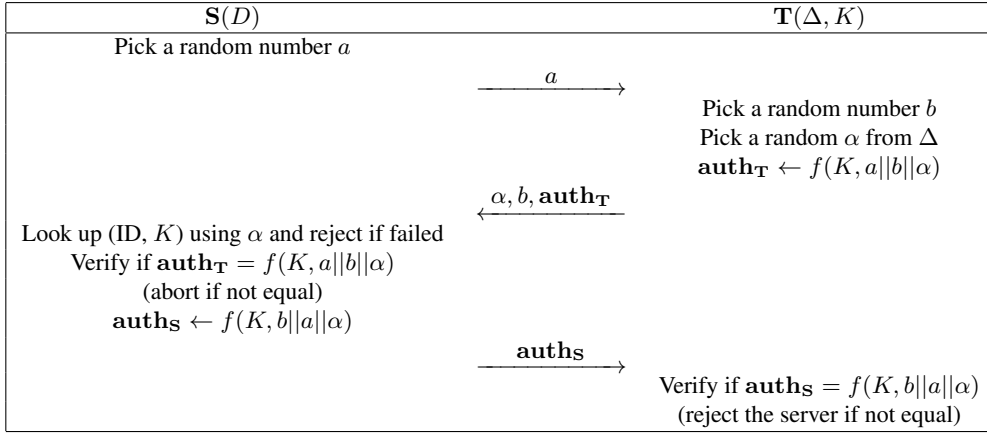 S(D) T(Δ, K)
Pick a random number a
a
Pick a random number b
Pick a random α from Δ
auth_T ← f(K, a||b||α)
α, b, auth_T
Look up (ID, K) using α and reject if failed
Verify if auth_T = f(K, a||b||α)
(abort if not equal)
auth_S ← f(K, b||a||α)
auth_S
Verify if auth_S = f(K, b||a||α)
(reject the server if not equal)